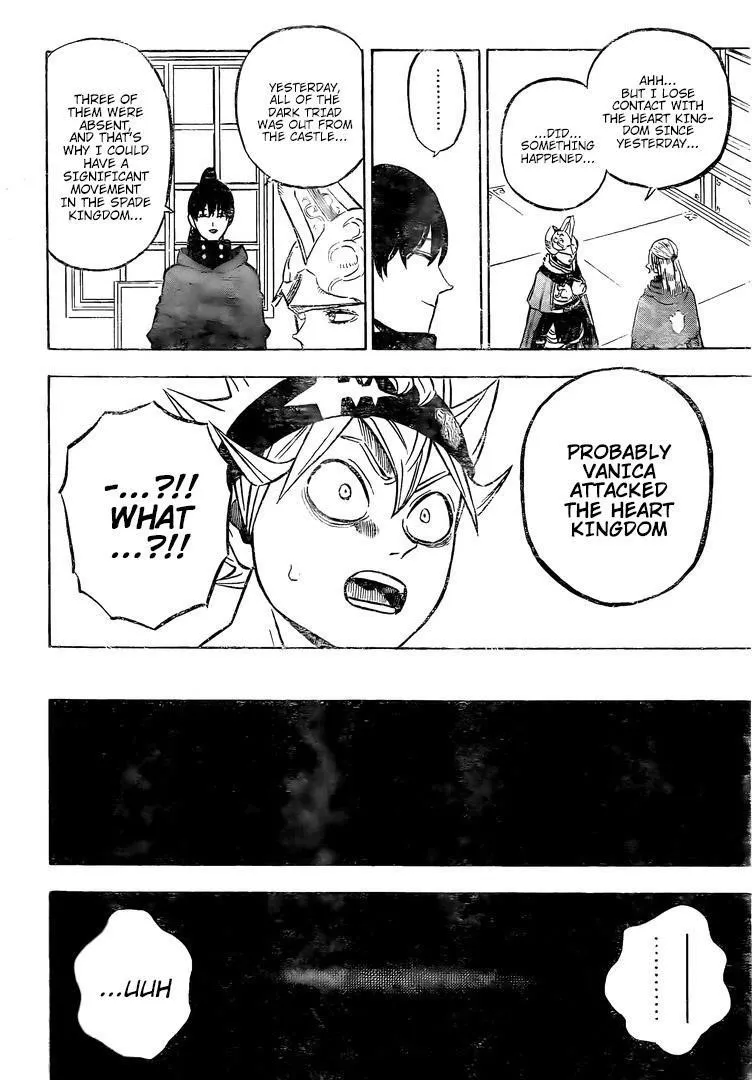 AHH...
BUT I LOSE
CONTACT WITH
THE HEART KING-
DOM SINCE
YESTERDAY...
...DID...
SOMETHING
HAPPENED...
.........
YESTERDAY,
ALL OF THE
DARK TRIAD
WAS OUT FROM
THE CASTLE...
THREE OF
THEM WERE
ABSENT,
AND THAT'S
WHY I COULD
HAVE A
SIGNIFICANT
MOVEMENT
IN THE SPADE
KINGDOM...
PROBABLY
VANICA
ATTACKED
THE HEART
KINGDOM
-...?!!
WHAT
...?!!
...........
...UUH